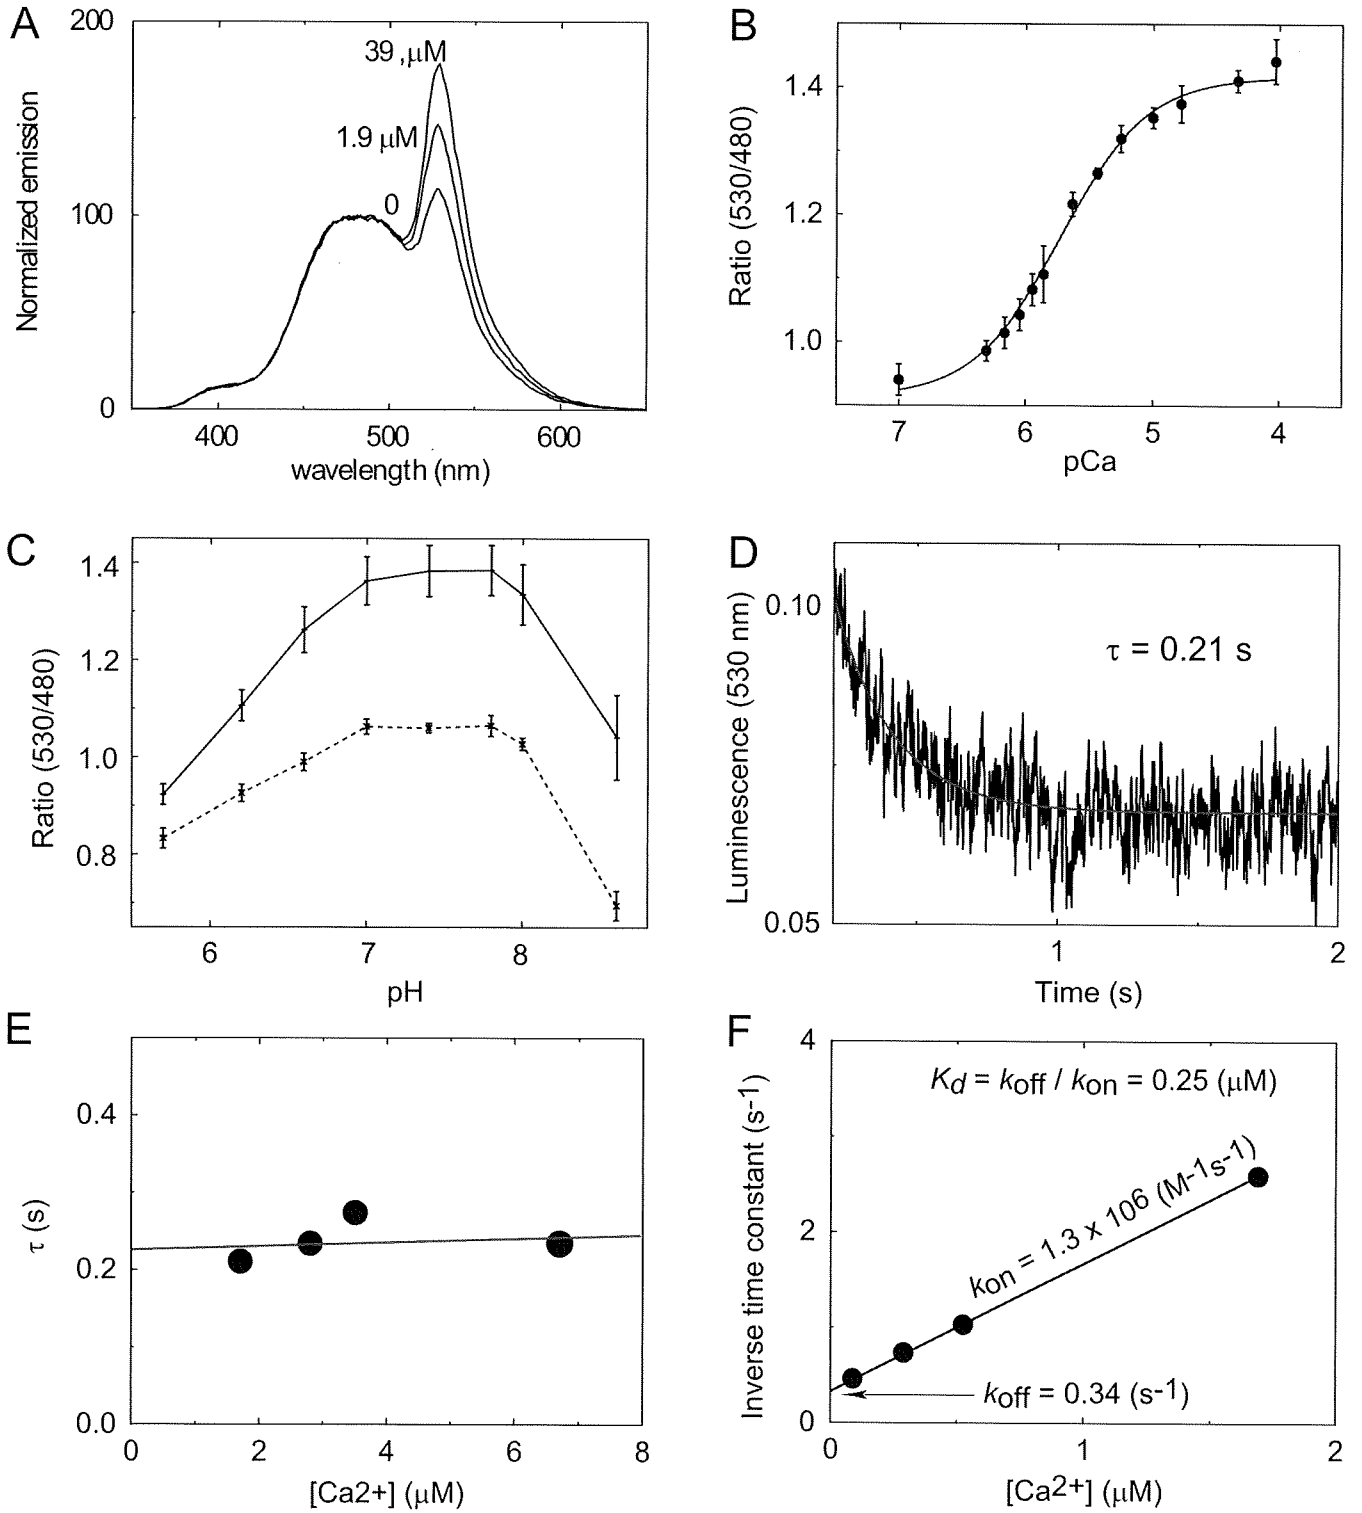 A
200
100
0
Normalized emission
39 ,μM
1.9 μM
0
400 500 600
wavelength (nm)
B
1.4
1.2
1.0
Ratio (530/480)
7 6 5 4
pCa
C
1.4
1.2
1.0
0.8
Ratio (530/480)
6 7 8
pH
D
0.10
0.05
Luminescence (530 nm)
τ = 0.21 s
1 2
Time (s)
E
0.4
0.2
0.0
τ (s)
0 2 4 6 8
[Ca2+] (μM)
F
4
2
0
Inverse time constant (s-1)
Kd = koff / kon = 0.25 (μM)
kon = 1.3 x 10⁶ (M-1s-1)
koff = 0.34 (s-1)
0 1 2
[Ca2+] (μM)